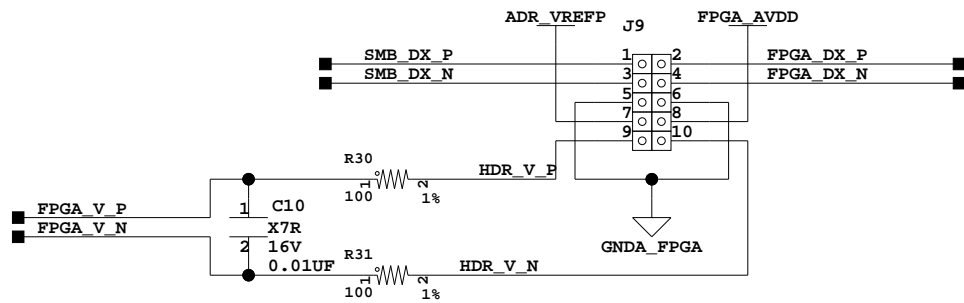 ADR_VREFP
FPGA_AVDD
J9
SMB_DX_P
1
2
FPGA_DX_P
SMB_DX_N
3
4
FPGA_DX_N
5
6
7
8
9
10
R30
HDR_V_P
1
2
100
1%
FPGA_V_P
1
C10
FPGA_V_N
X7R
2
16V
GNDA_FPGA
0.01UF
R31
HDR_V_N
1
2
100
1%